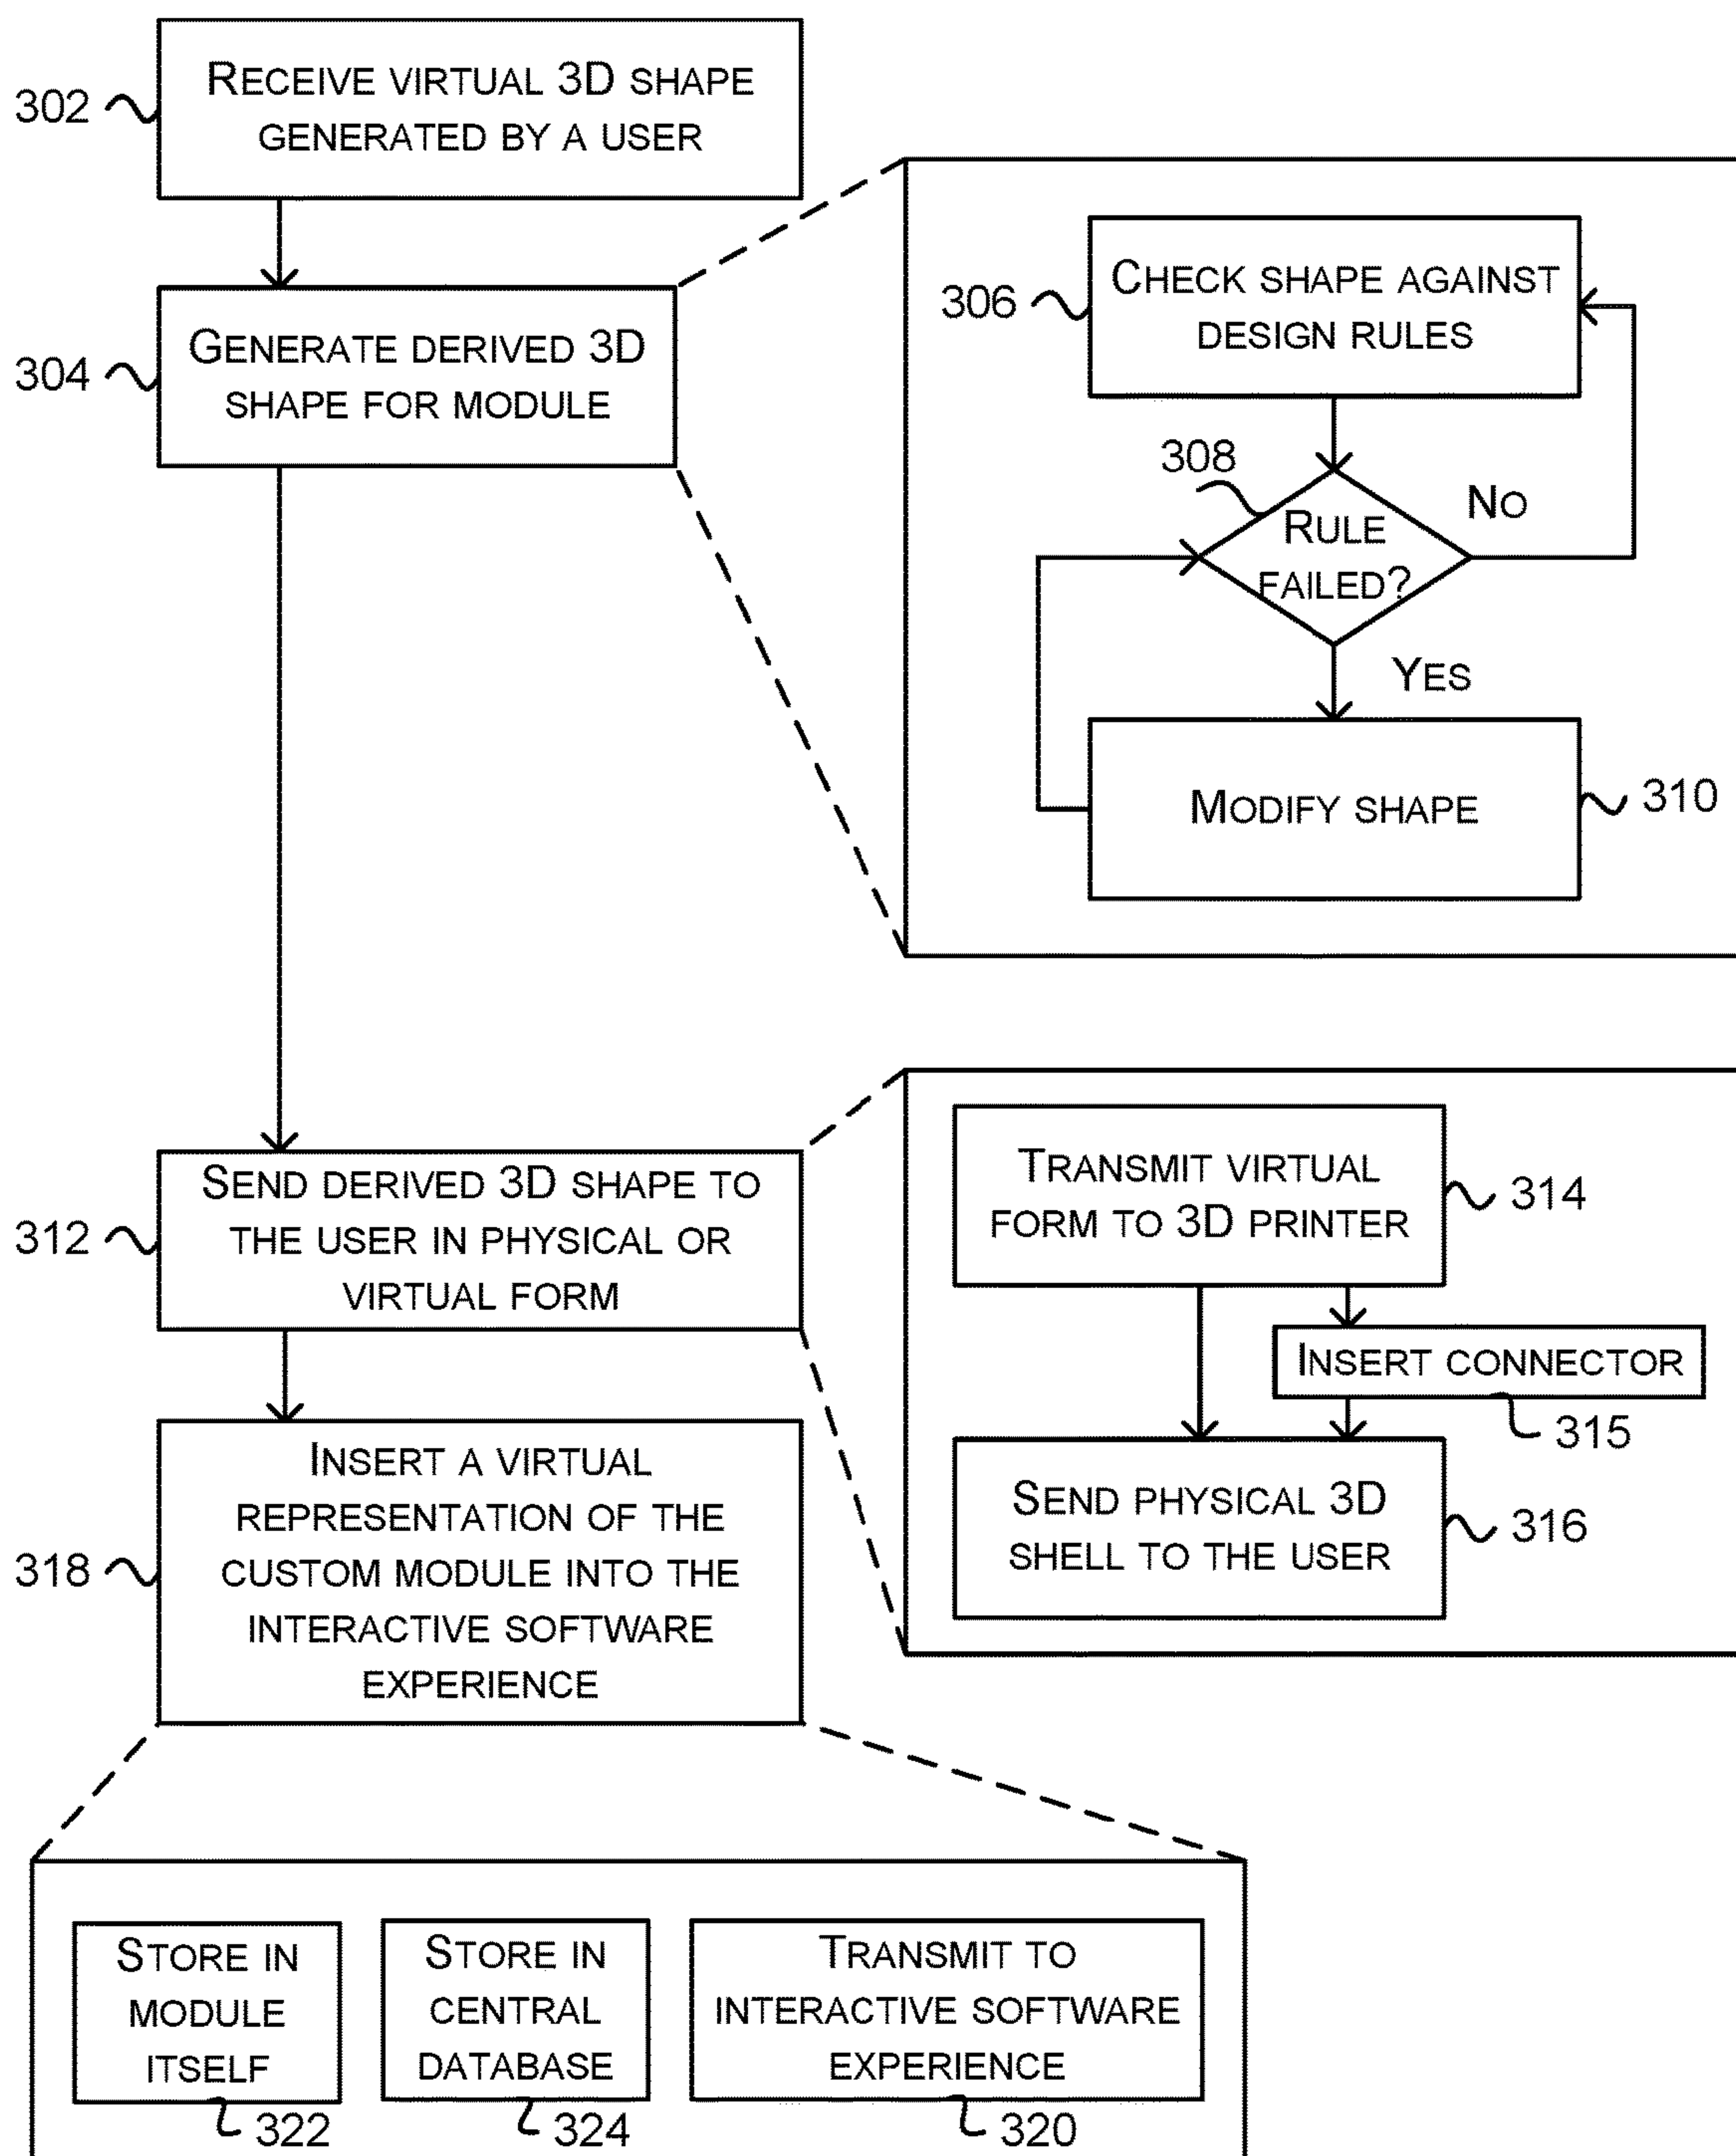 RECEIVE VIRTUAL 3D SHAPE
GENERATED BY A USER
302
GENERATE DERIVED 3D
SHAPE FOR MODULE
304
CHECK SHAPE AGAINST
DESIGN RULES
306
308
RULE
FAILED?
NO
YES
MODIFY SHAPE
310
SEND DERIVED 3D SHAPE TO
THE USER IN PHYSICAL OR
VIRTUAL FORM
312
TRANSMIT VIRTUAL
FORM TO 3D PRINTER
314
INSERT CONNECTOR
315
SEND PHYSICAL 3D
SHELL TO THE USER
316
INSERT A VIRTUAL
REPRESENTATION OF THE
CUSTOM MODULE INTO THE
INTERACTIVE SOFTWARE
EXPERIENCE
318
STORE IN
MODULE
ITSELF
322
STORE IN
CENTRAL
DATABASE
324
TRANSMIT TO
INTERACTIVE SOFTWARE
EXPERIENCE
320